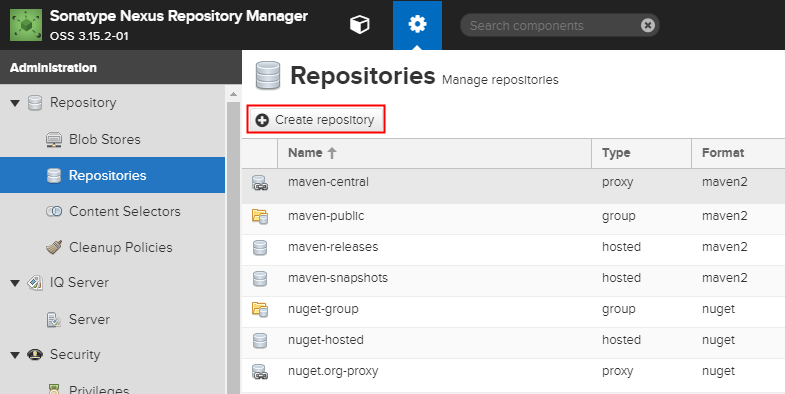 Sonatype Nexus Repository Manager
OSS 3.15.2-01
Search components
Administration
Repository
Blob Stores
Repositories
Content Selectors
Cleanup Policies
IQ Server
Server
Security
Privileges
Repositories Manage repositories
Create repository
Name Type Format
maven-central proxy maven2
maven-public group maven2
maven-releases hosted maven2
maven-snapshots hosted maven2
nuget-group group nuget
nuget-hosted hosted nuget
nuget.org-proxy proxy nuget